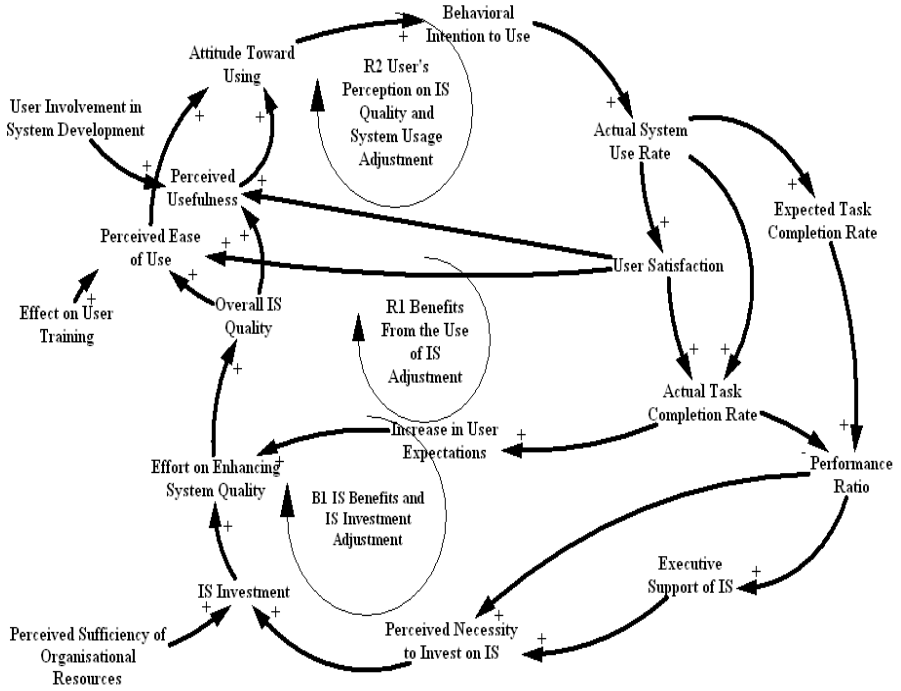 Behavioral
Intention to Use
+
Attitude Toward
Using
+
+
R2 User's
Perception on IS
Quality and
System Usage
Adjustment
User Involvement in
System Development
+
+
Actual System
Use Rate
Perceived
Usefulness
+
+
Expected Task
Completion Rate
Perceived Ease
of Use
+
+
+
+
User Satisfaction
Effect on User
Training
+
Overall IS
Quality
R1 Benefits
From the Use
of IS
Adjustment
+
+
+
Actual Task
Completion Rate
+
Increase in User
Expectations
+
+
-
Performance
Ratio
Effort on Enhancing
System Quality
+
B1 IS Benefits and
IS Investment
Adjustment
+
Executive
Support of IS
+
IS Investment
+
+
+
Perceived Necessity
to Invest on IS
+
Perceived Sufficiency of
Organisational
Resources